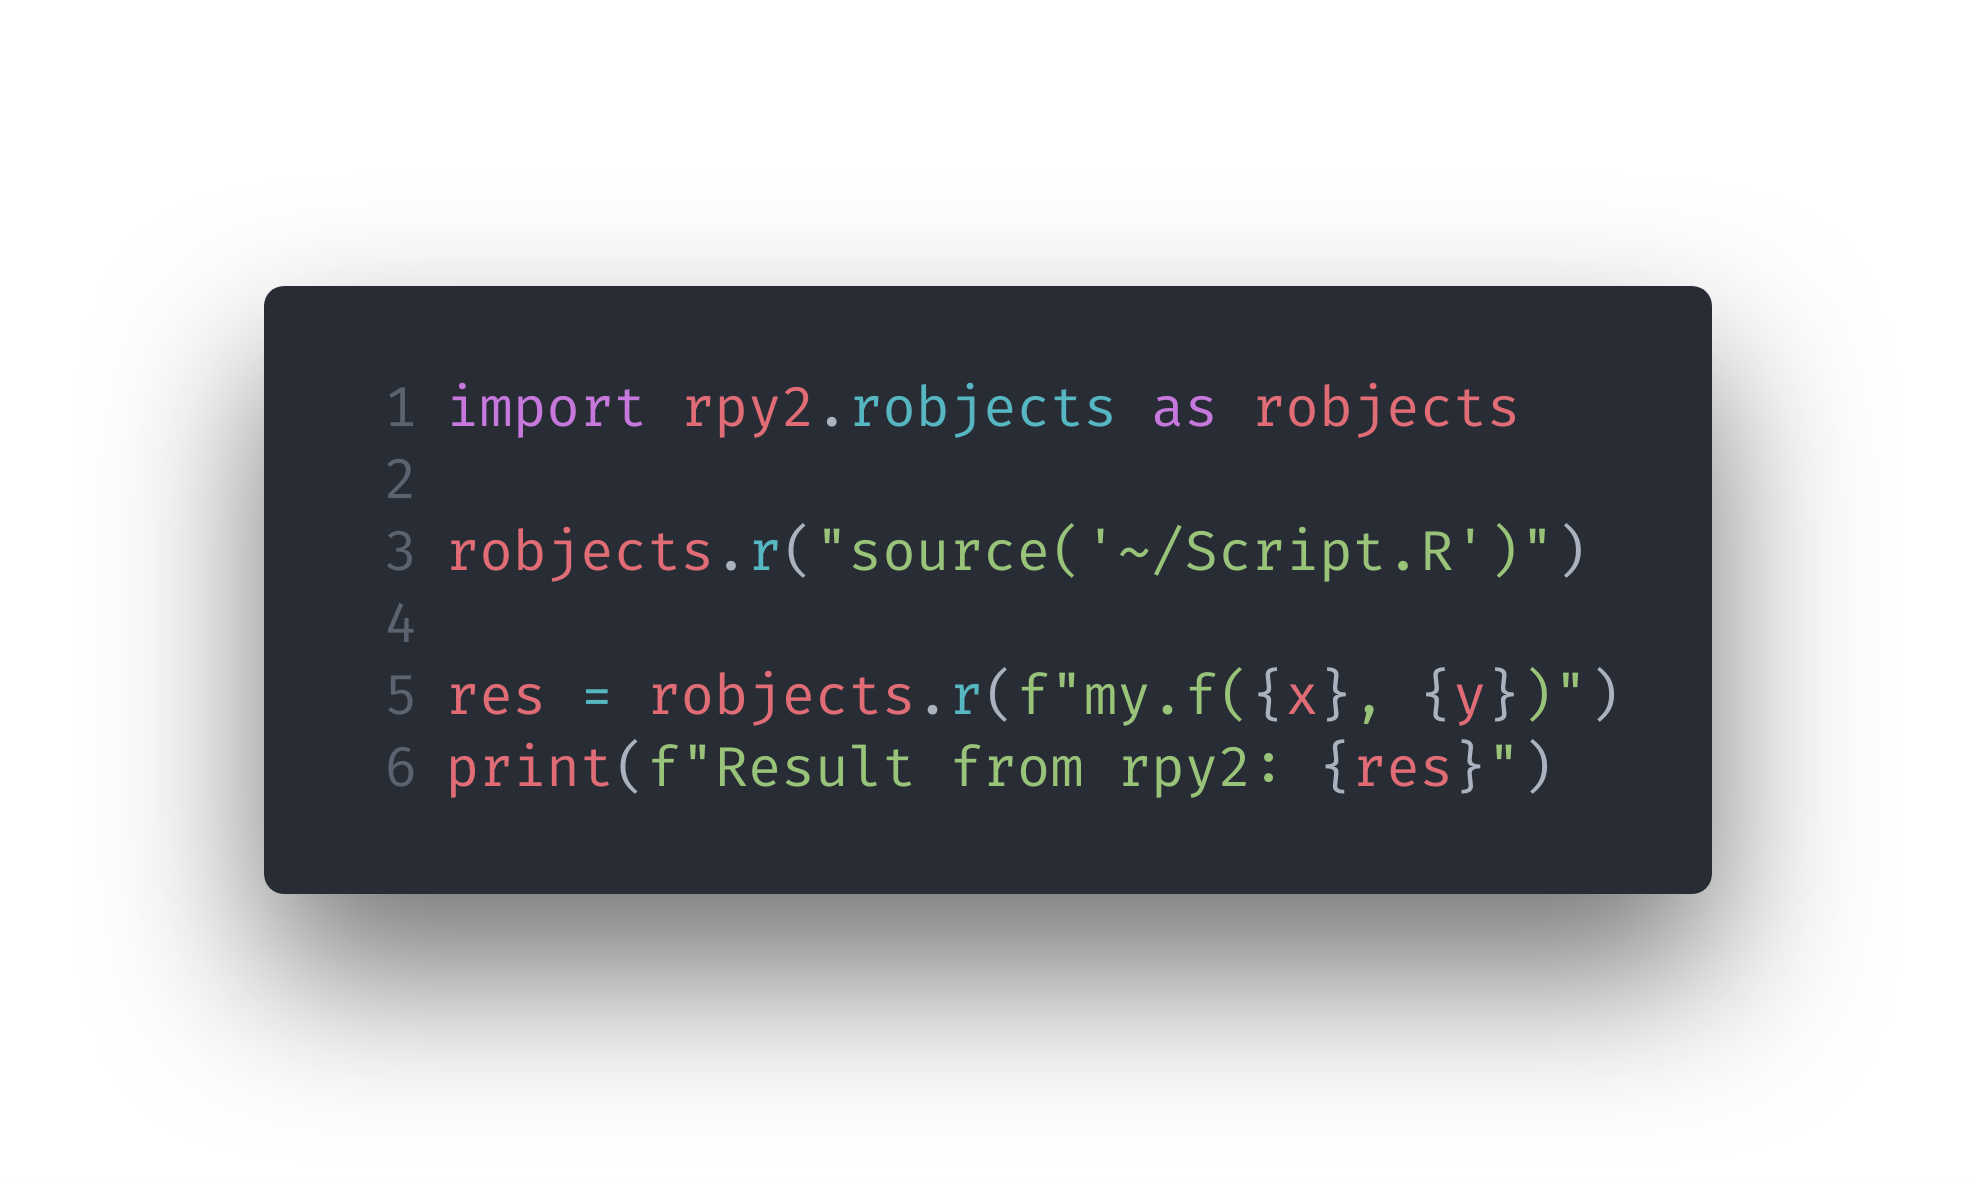 1 import rpy2.robjects as robjects
2
3 robjects.r("source('~/Script.R')")
4
5 res = robjects.r(f"my.f({x}, {y})")
6 print(f"Result from rpy2: {res}")